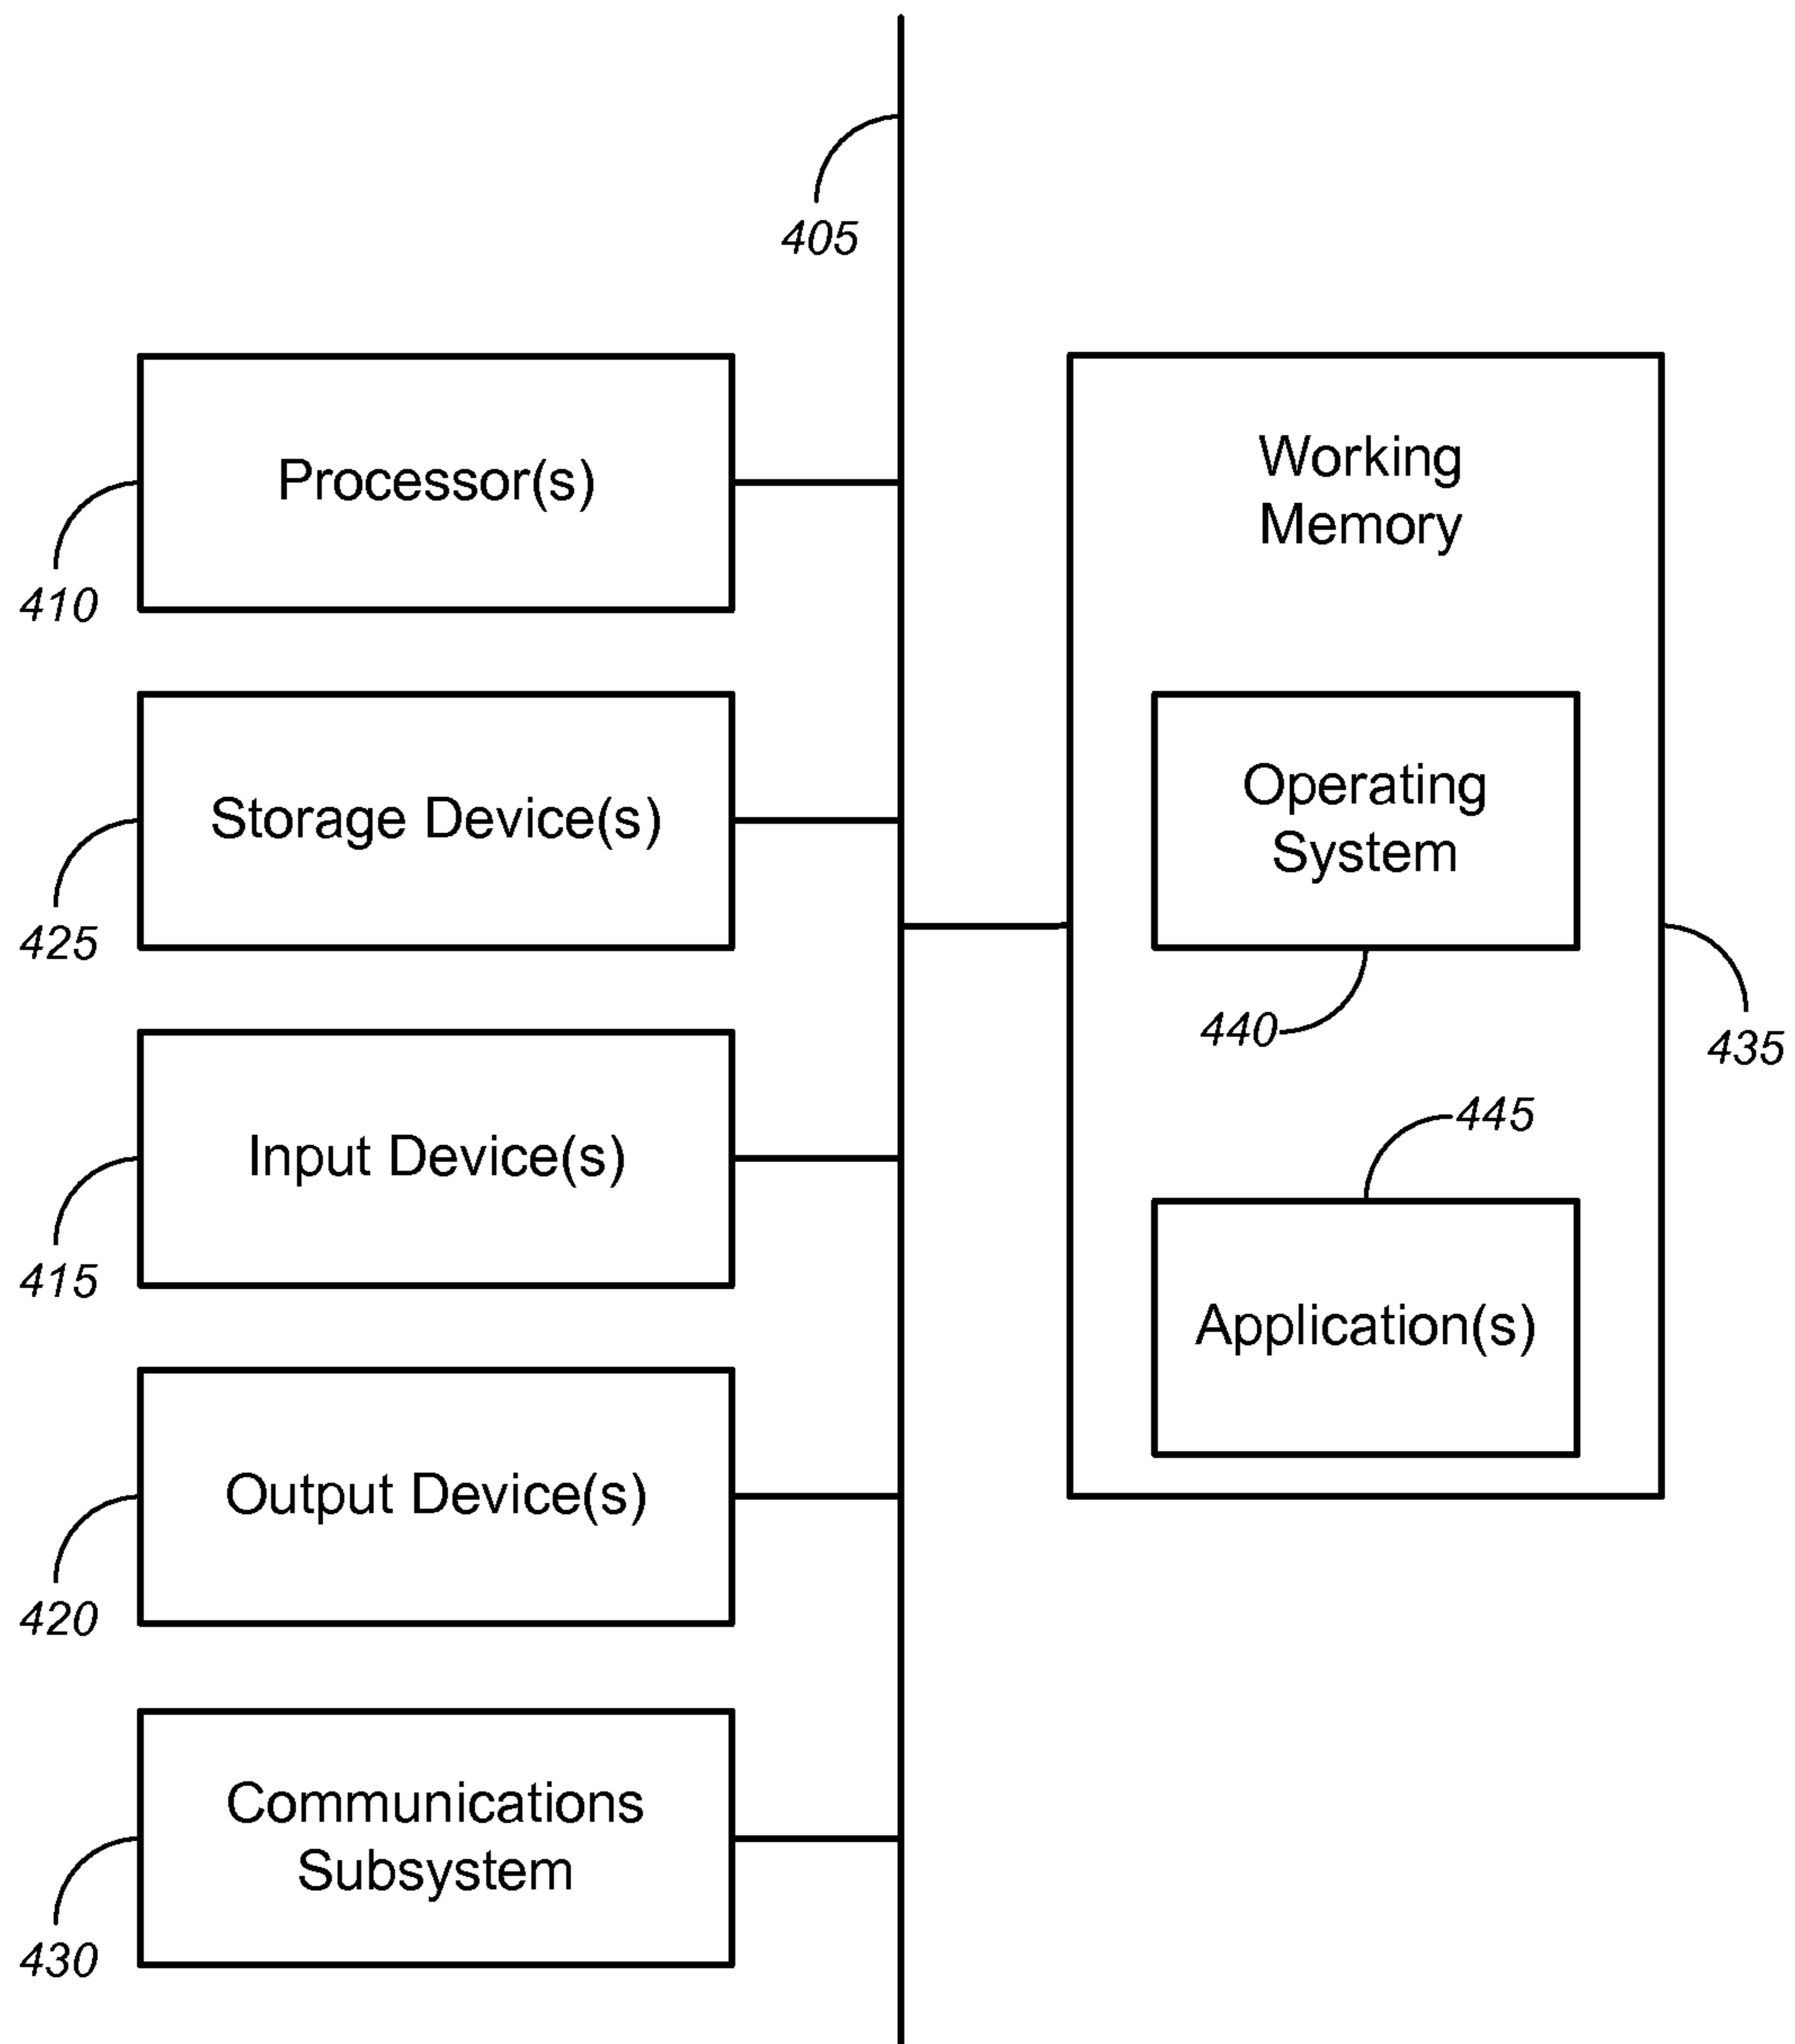 405
Processor(s)
410
Storage Device(s)
425
Input Device(s)
415
Output Device(s)
420
Communications
Subsystem
430
Working
Memory
Operating
System
440
435
445
Application(s)